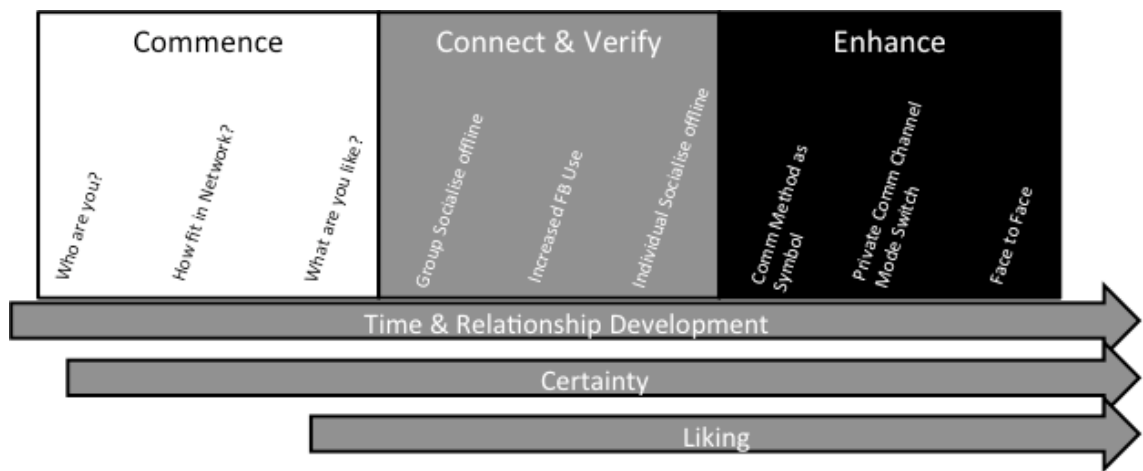 Commence
Who are you?
How fit in Network?
What are you like?
Connect & Verify
Group Socialise offline
Increased FB Use
Individual Socialise offline
Enhance
Comm Method as
Symbol
Private Comm Channel
Mode Switch
Face to Face
Time & Relationship Development
Certainty
Liking